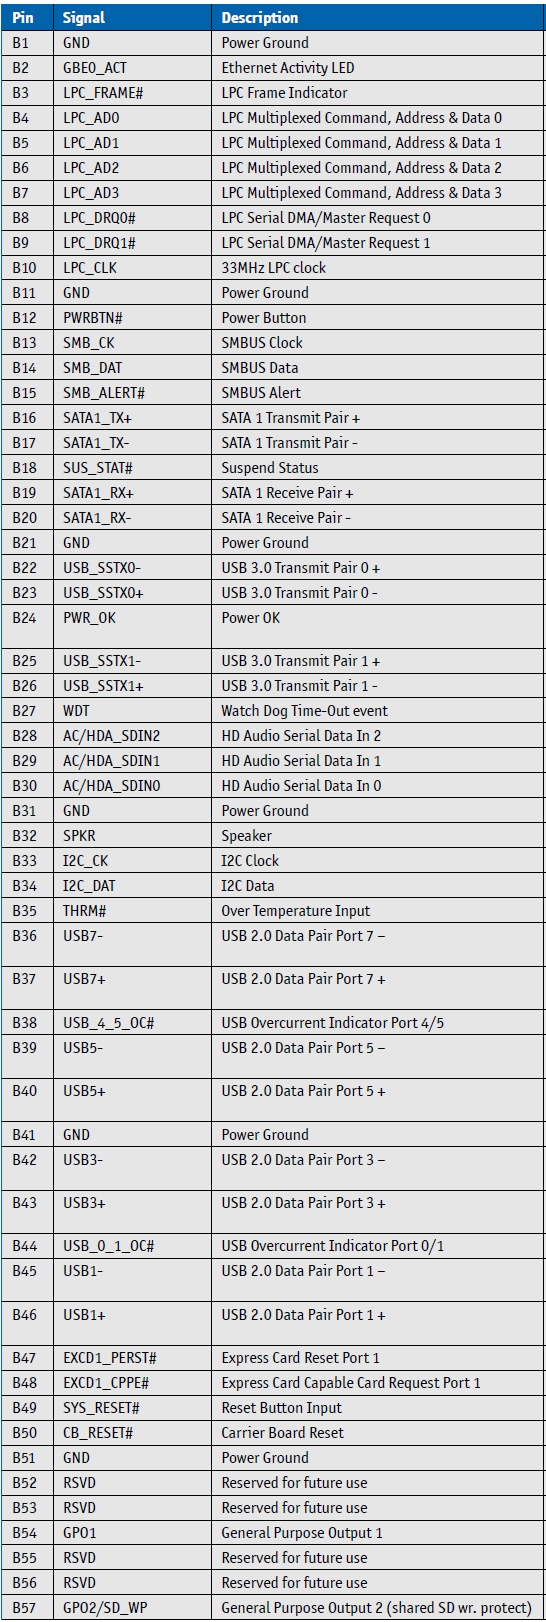 Pin Signal Description
B1 GND Power Ground
B2 GBE0_ACT Ethernet Activity LED
B3 LPC_FRAME# LPC Frame Indicator
B4 LPC_AD0 LPC Multiplexed Command, Address & Data 0
B5 LPC_AD1 LPC Multiplexed Command, Address & Data 1
B6 LPC_AD2 LPC Multiplexed Command, Address & Data 2
B7 LPC_AD3 LPC Multiplexed Command, Address & Data 3
B8 LPC_DRQ0# LPC Serial DMA/Master Request 0
B9 LPC_DRQ1# LPC Serial DMA/Master Request 1
B10 LPC_CLK 33MHz LPC clock
B11 GND Power Ground
B12 PWRBTN# Power Button
B13 SMB_CK SMBUS Clock
B14 SMB_DAT SMBUS Data
B15 SMB_ALERT# SMBUS Alert
B16 SATA1_TX+ SATA 1 Transmit Pair +
B17 SATA1_TX- SATA 1 Transmit Pair -
B18 SUS_STAT# Suspend Status
B19 SATA1_RX+ SATA 1 Receive Pair +
B20 SATA1_RX- SATA 1 Receive Pair -
B21 GND Power Ground
B22 USB_SSTX0- USB 3.0 Transmit Pair 0 +
B23 USB_SSTX0+ USB 3.0 Transmit Pair 0 -
B24 PWR_OK Power OK
B25 USB_SSTX1- USB 3.0 Transmit Pair 1 +
B26 USB_SSTX1+ USB 3.0 Transmit Pair 1 -
B27 WDT Watch Dog Time-Out event
B28 AC/HDA_SDIN2 HD Audio Serial Data In 2
B29 AC/HDA_SDIN1 HD Audio Serial Data In 1
B30 AC/HDA_SDIN0 HD Audio Serial Data In 0
B31 GND Power Ground
B32 SPKR Speaker
B33 I2C_CK I2C Clock
B34 I2C_DAT I2C Data
B35 THRM# Over Temperature Input
B36 USB7- USB 2.0 Data Pair Port 7 –
B37 USB7+ USB 2.0 Data Pair Port 7 +
B38 USB_4_5_OC# USB Overcurrent Indicator Port 4/5
B39 USB5- USB 2.0 Data Pair Port 5 –
B40 USB5+ USB 2.0 Data Pair Port 5 +
B41 GND Power Ground
B42 USB3- USB 2.0 Data Pair Port 3 –
B43 USB3+ USB 2.0 Data Pair Port 3 +
B44 USB_0_1_OC# USB Overcurrent Indicator Port 0/1
B45 USB1- USB 2.0 Data Pair Port 1 –
B46 USB1+ USB 2.0 Data Pair Port 1 +
B47 EXCD1_PERST# Express Card Reset Port 1
B48 EXCD1_CPPE# Express Card Capable Card Request Port 1
B49 SYS_RESET# Reset Button Input
B50 CB_RESET# Carrier Board Reset
B51 GND Power Ground
B52 RSVD Reserved for future use
B53 RSVD Reserved for future use
B54 GPO1 General Purpose Output 1
B55 RSVD Reserved for future use
B56 RSVD Reserved for future use
B57 GPO2/SD_WP General Purpose Output 2 (shared SD wr. protect)